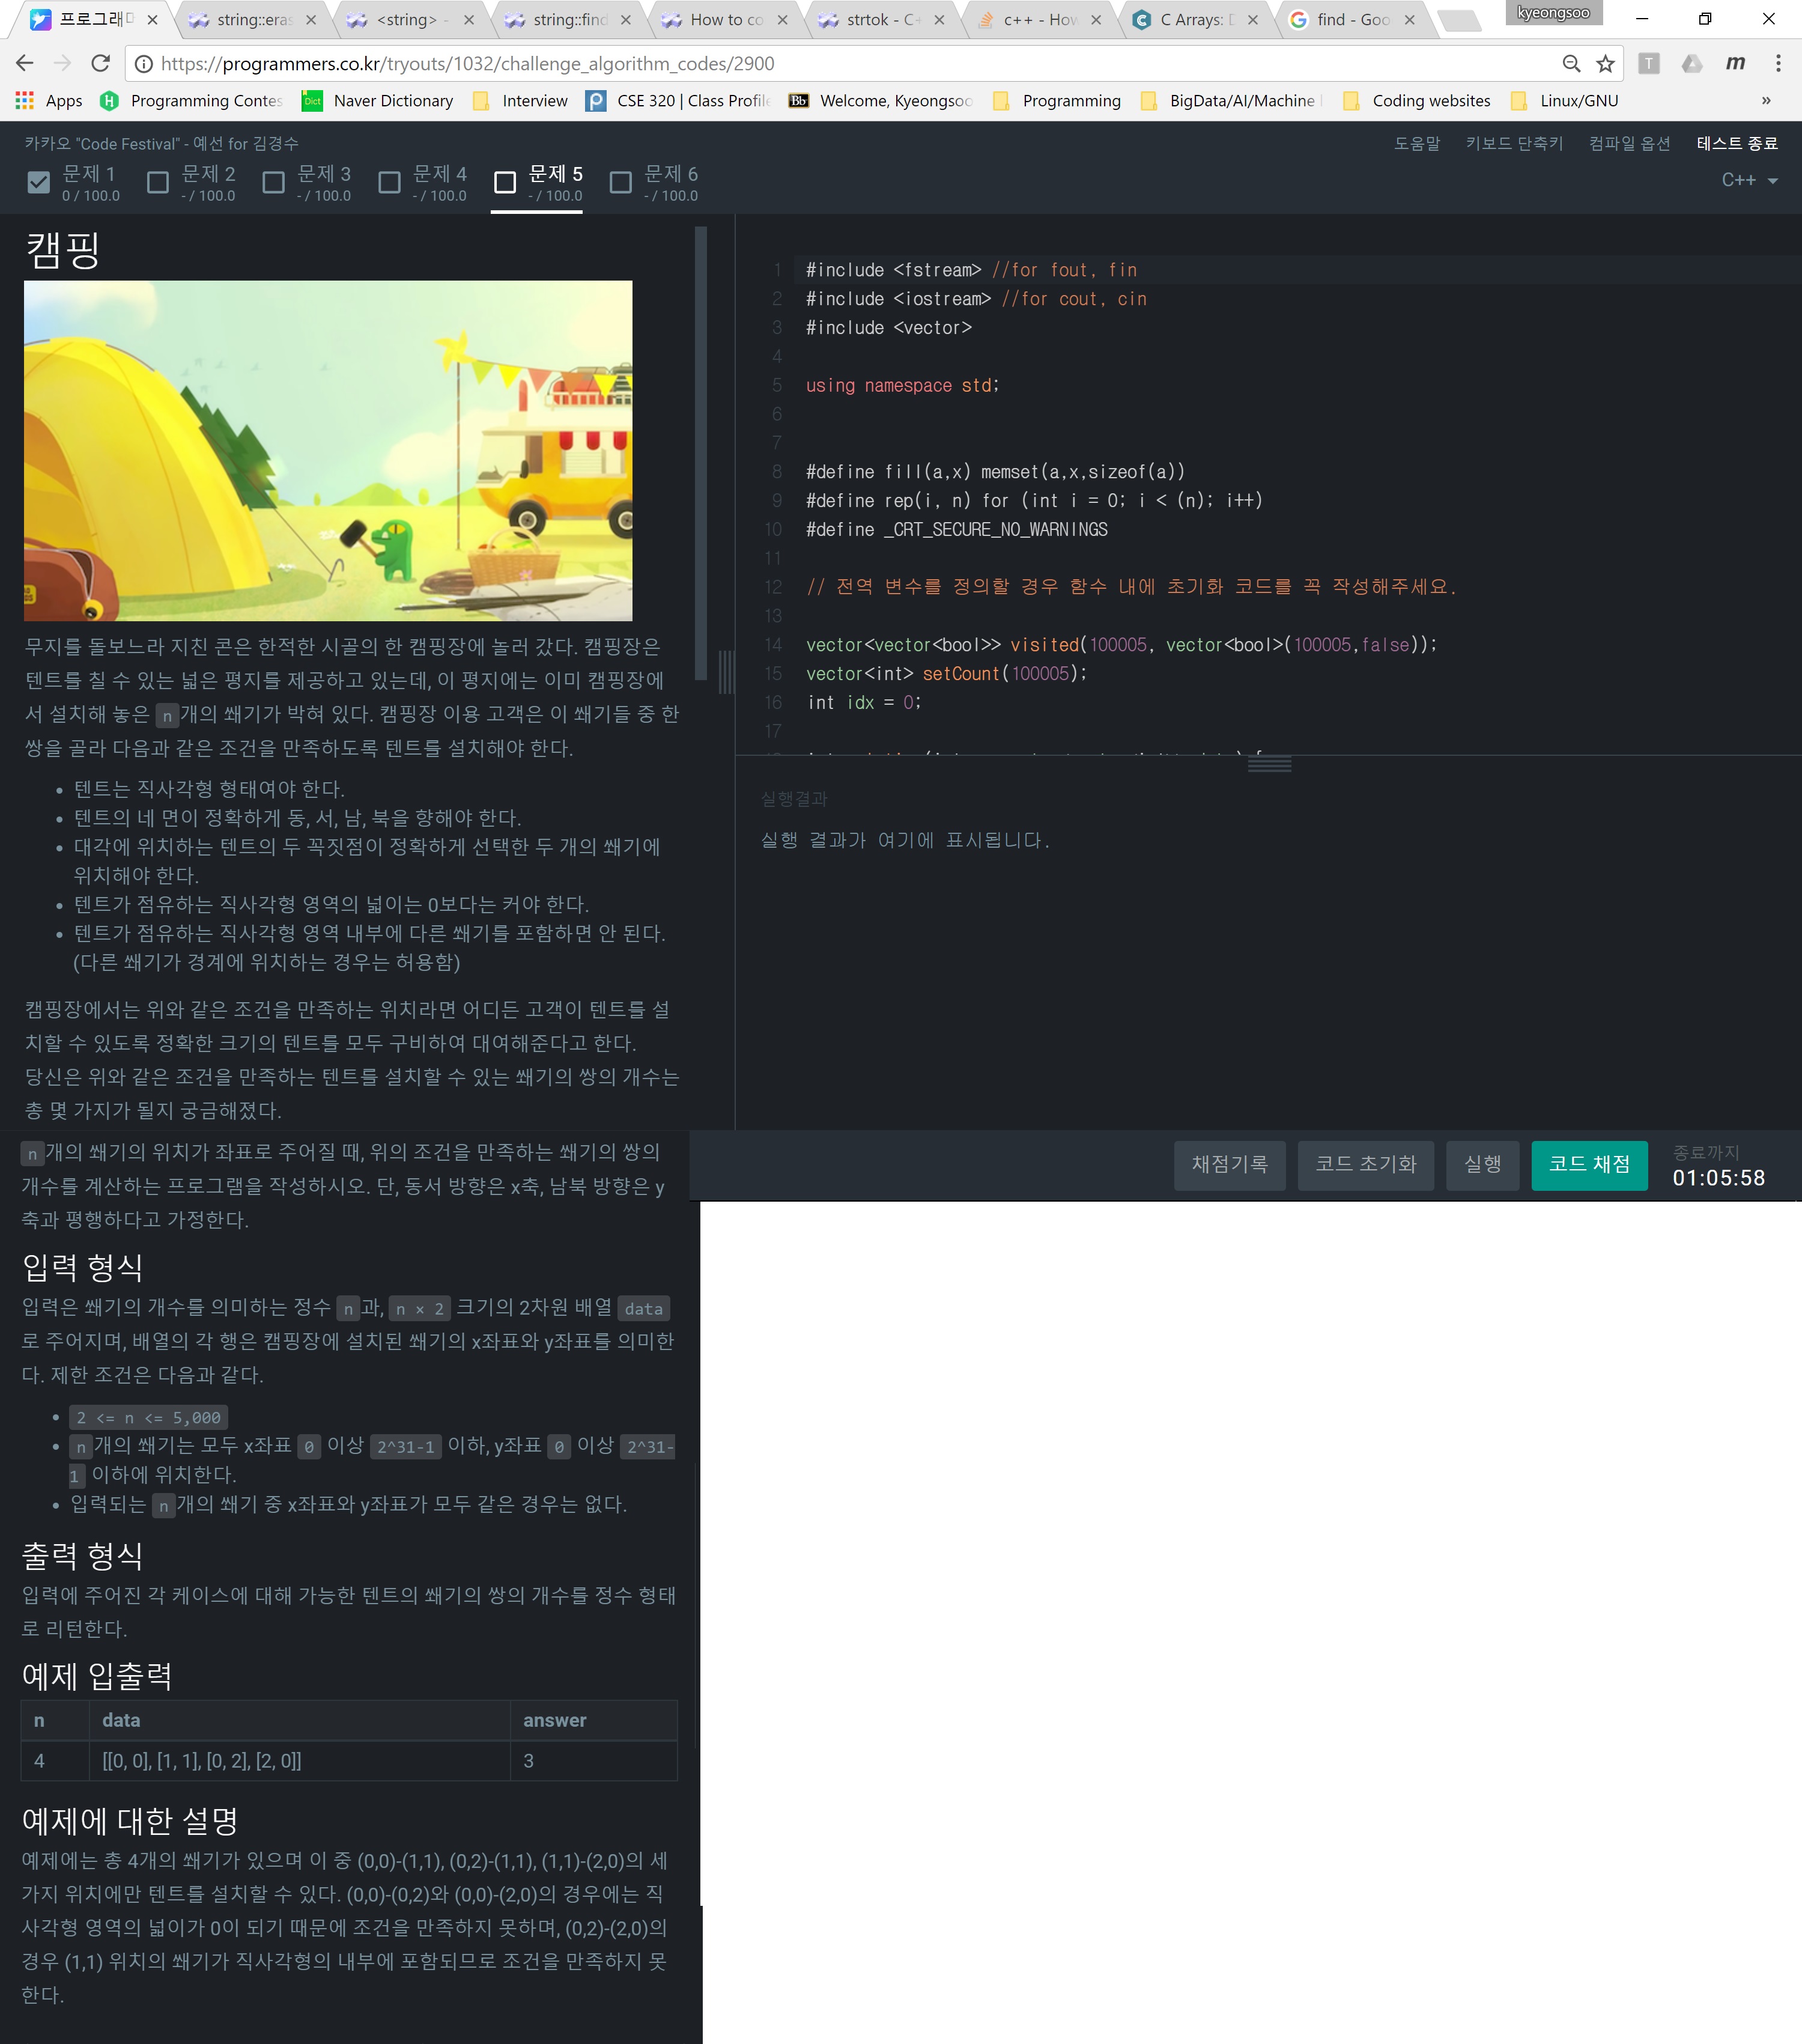 kyeongsoo
프로그래머
string::eras
<string> -
string::find
How to co
strtok - C+
c++ - How
C Arrays: D
find - Goo
https://programmers.co.kr/tryouts/1032/challenge_algorithm_codes/2900
Apps
Programming Contes
Naver Dictionary
Interview
CSE 320 | Class Profile
Welcome, Kyeongsoo
Programming
BigData/AI/Machine
Coding websites
Linux/GNU
»
카카오 "Code Festival" - 예선 for 김경수
도움말 키보드 단축키 컴파일 옵션 테스트 종료
문제 1 문제 2 문제 3 문제 4 문제 5 문제 6
0 / 100.0 - / 100.0 - / 100.0 - / 100.0 - / 100.0 - / 100.0
C++
캠핑
무지를 돌보느라 지친 콘은 한적한 시골의 한 캠핑장에 놀러 갔다. 캠핑장은
텐트를 칠 수 있는 넓은 평지를 제공하고 있는데, 이 평지에는 이미 캠핑장에
서 설치해 놓은 n개의 쐐기가 박혀 있다. 캠핑장 이용 고객은 이 쐐기들 중 한
쌍을 골라 다음과 같은 조건을 만족하도록 텐트를 설치해야 한다.
• 텐트는 직사각형 형태여야 한다.
• 텐트의 네 면이 정확하게 동, 서, 남, 북을 향해야 한다.
• 대각에 위치하는 텐트의 두 꼭짓점이 정확하게 선택한 두 개의 쐐기에
위치해야 한다.
• 텐트가 점유하는 직사각형 영역의 넓이는 0보다는 커야 한다.
• 텐트가 점유하는 직사각형 영역 내부에 다른 쐐기를 포함하면 안 된다.
(다른 쐐기가 경계에 위치하는 경우는 허용함)
캠핑장에서는 위와 같은 조건을 만족하는 위치라면 어디든 고객이 텐트를 설
치할 수 있도록 정확한 크기의 텐트를 모두 구비하여 대여해준다고 한다.
당신은 위와 같은 조건을 만족하는 텐트를 설치할 수 있는 쐐기의 쌍의 개수는
총 몇 가지가 될지 궁금해졌다.
n개의 쐐기의 위치가 좌표로 주어질 때, 위의 조건을 만족하는 쐐기의 쌍의
개수를 계산하는 프로그램을 작성하시오. 단, 동서 방향은 x축, 남북 방향은 y
축과 평행하다고 가정한다.
입력 형식
입력은 쐐기의 개수를 의미하는 정수 n과, n × 2 크기의 2차원 배열 data
로 주어지며, 배열의 각 행은 캠핑장에 설치된 쐐기의 x좌표와 y좌표를 의미한
다. 제한 조건은 다음과 같다.
• 2 <= n <= 5,000
• n개의 쐐기는 모두 x좌표 0 이상 2^31-1 이하, y좌표 0 이상 2^31-
1 이하에 위치한다.
• 입력되는 n개의 쐐기 중 x좌표와 y좌표가 모두 같은 경우는 없다.
출력 형식
입력에 주어진 각 케이스에 대해 가능한 텐트의 쐐기의 쌍의 개수를 정수 형태
로 리턴한다.
예제 입출력
n data answer
4 [[0, 0], [1, 1], [0, 2], [2, 0]] 3
예제에 대한 설명
예제에는 총 4개의 쐐기가 있으며 이 중 (0,0)-(1,1), (0,2)-(1,1), (1,1)-(2,0)의 세
가지 위치에만 텐트를 설치할 수 있다. (0,0)-(0,2)와 (0,0)-(2,0)의 경우에는 직
사각형 영역의 넓이가 0이 되기 때문에 조건을 만족하지 못하며, (0,2)-(2,0)의
경우 (1,1) 위치의 쐐기가 직사각형의 내부에 포함되므로 조건을 만족하지 못
한다.
1 #include <fstream> //for fout, fin
2 #include <iostream> //for cout, cin
3 #include <vector>
4
5 using namespace std;
6
7
8 #define fill(a,x) memset(a,x,sizeof(a))
9 #define rep(i, n) for (int i = 0; i < (n); i++)
10 #define _CRT_SECURE_NO_WARNINGS
11
12 // 전역 변수를 정의할 경우 함수 내에 초기화 코드를 꼭 작성해주세요.
13
14 vector<vector<bool>> visited(100005, vector<bool>(100005,false));
15 vector<int> setCount(100005);
16 int idx = 0;
17
실행결과
실행 결과가 여기에 표시됩니다.
채점기록 코드 초기화 실행 코드 채점
종료까지
01:05:58